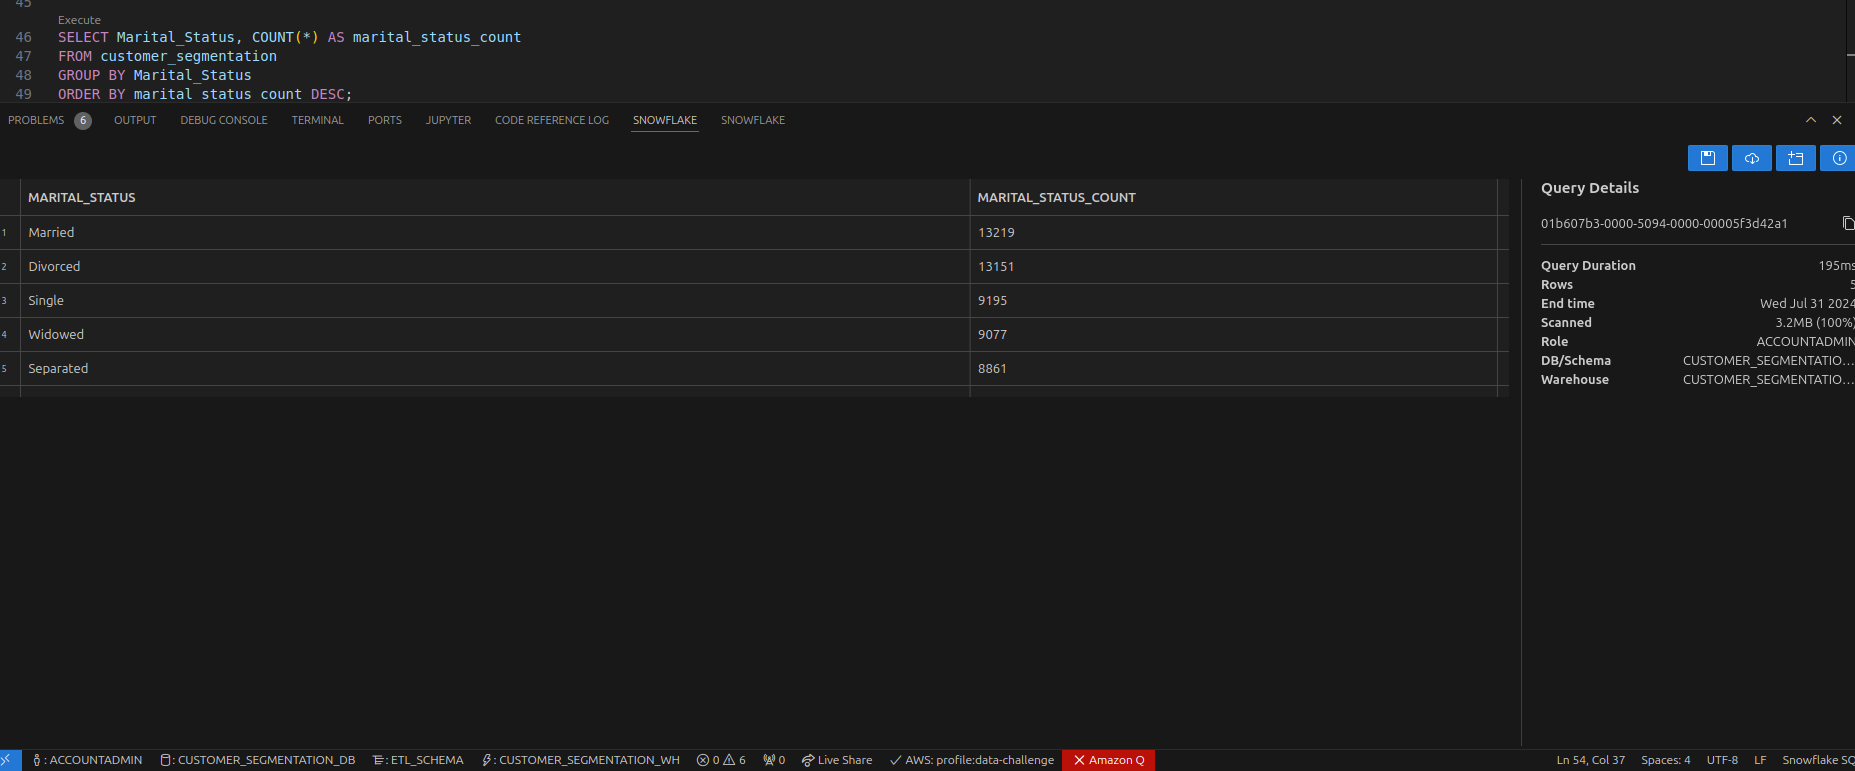 45
Execute
46 SELECT Marital_Status, COUNT(*) AS marital_status_count
47 FROM customer_segmentation
48 GROUP BY Marital_Status
49 ORDER BY marital_status_count DESC;
PROBLEMS 6 OUTPUT DEBUG CONSOLE TERMINAL PORTS JUPYTER CODE REFERENCE LOG SNOWFLAKE SNOWFLAKE
MARITAL_STATUS MARITAL_STATUS_COUNT
1 Married 13219
2 Divorced 13151
3 Single 9195
4 Widowed 9077
5 Separated 8861
Query Details
01b607b3-0000-5094-0000-00005f3d42a1
Query Duration 195ms
Rows 5
End time Wed Jul 31 2024
Scanned 3.2MB (100%)
Role ACCOUNTADMIN
DB/Schema CUSTOMER_SEGMENTATIO...
Warehouse CUSTOMER_SEGMENTATIO...
: ACCOUNTADMIN : CUSTOMER_SEGMENTATION_DB : ETL_SCHEMA : CUSTOMER_SEGMENTATION_WH 0 6 0 Live Share AWS: profile:data-challenge Amazon Q Ln 54, Col 37 Spaces: 4 UTF-8 LF Snowflake SQ